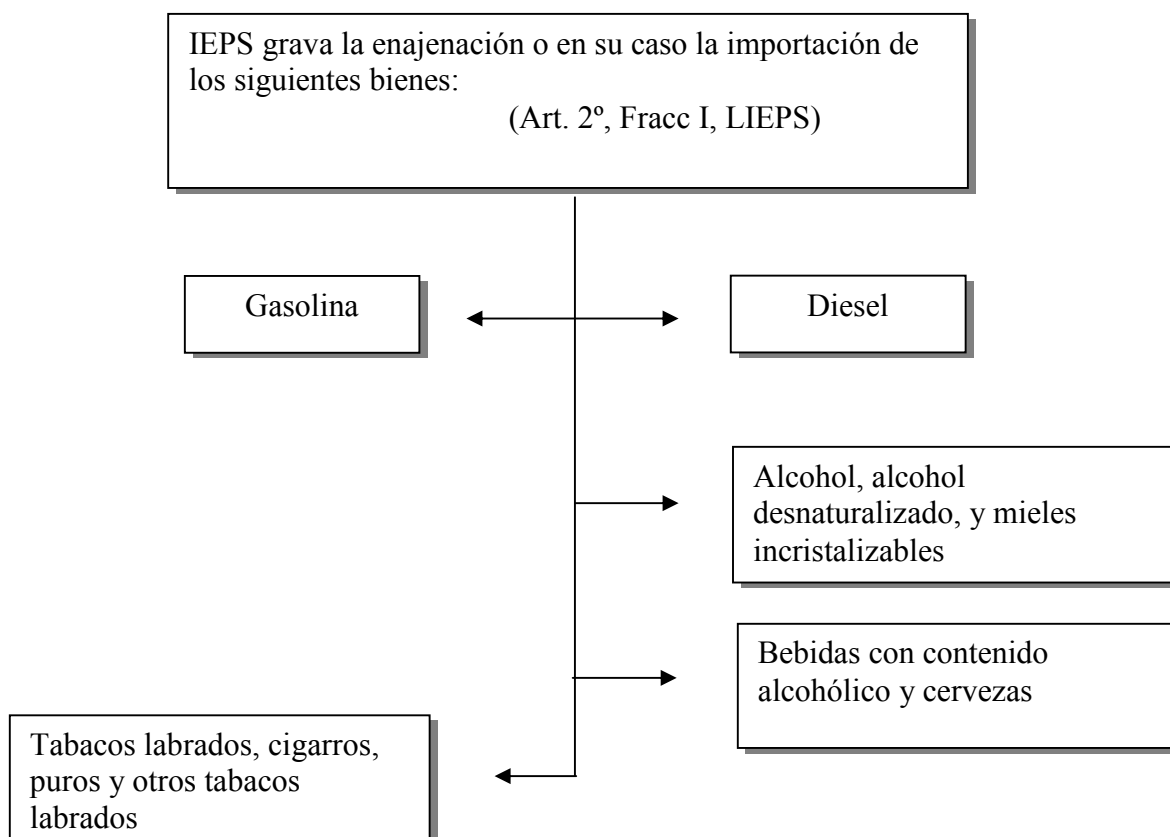 IEPS grava la enajenación o en su caso la importación de
los siguientes bienes:
(Art. 2º, Fracc I, LIEPS)
Gasolina
Diesel
Alcohol, alcohol
desnaturalizado, y mieles
incristalizables
Bebidas con contenido
alcohólico y cervezas
Tabacos labrados, cigarros,
puros y otros tabacos
labrados